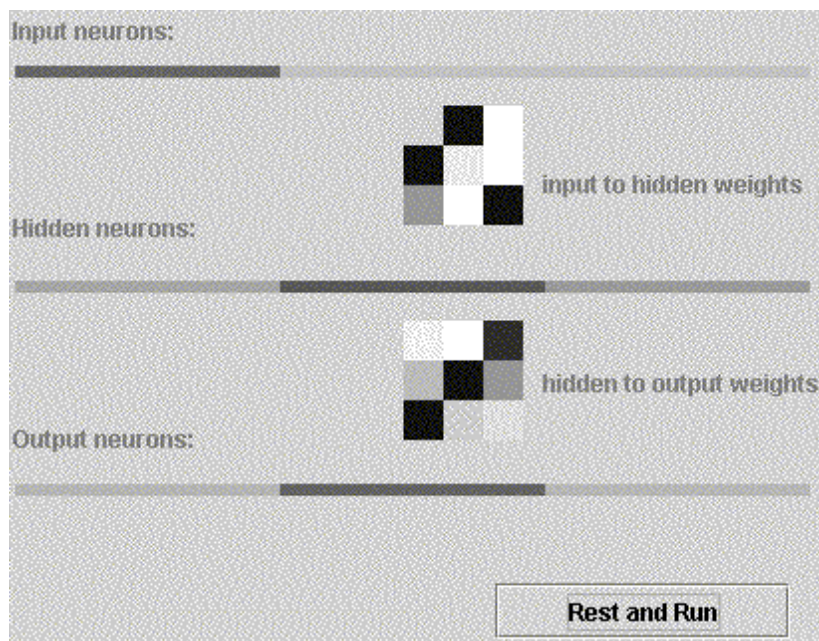 Input neurons:
input to hidden weights
Hidden neurons:
hidden to output weights
Output neurons:
Rest and Run